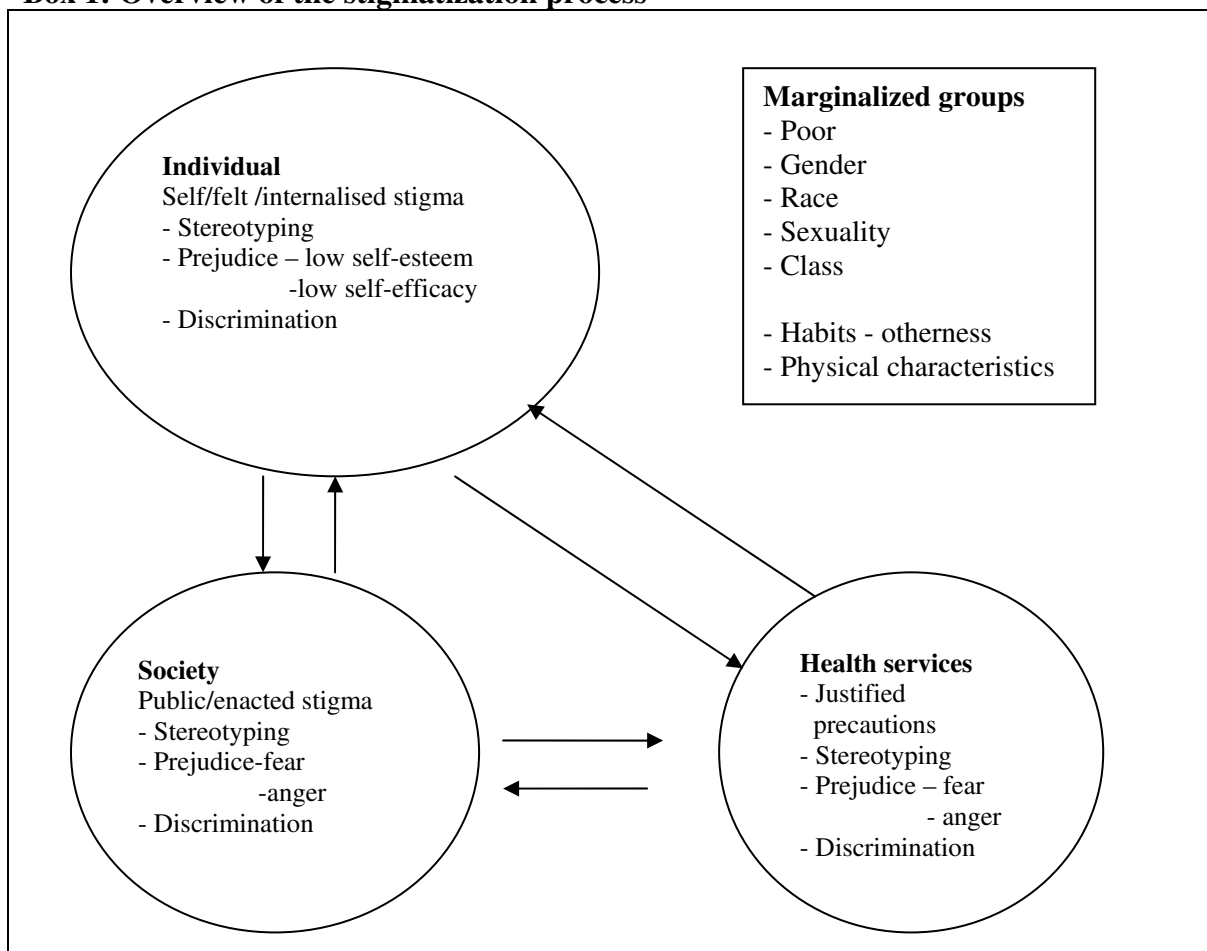 Box 1: Overview of the stigmatization process
Individual
Self/felt /internalised stigma
- Stereotyping
- Prejudice – low self-esteem
-low self-efficacy
- Discrimination
Marginalized groups
- Poor
- Gender
- Race
- Sexuality
- Class
- Habits - otherness
- Physical characteristics
Society
Public/enacted stigma
- Stereotyping
- Prejudice-fear
-anger
- Discrimination
Health services
- Justified
precautions
- Stereotyping
- Prejudice – fear
- anger
- Discrimination